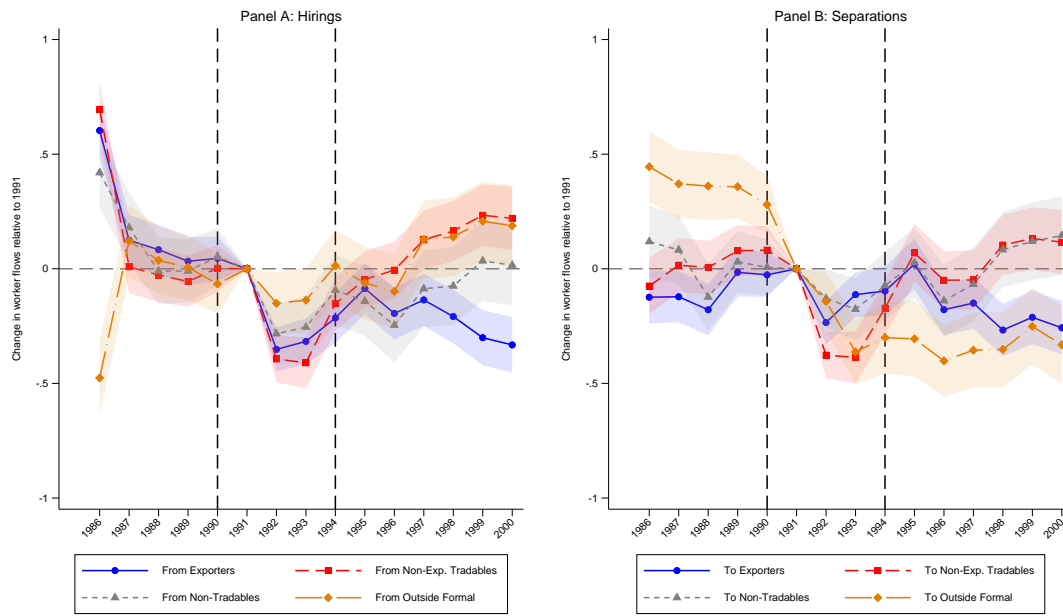 Panel A: Hirings
Change in worker flows relative to 1991
1
.5
0
-.5
-1
1986 1987 1988 1989 1990 1991 1992 1993 1994 1995 1996 1997 1998 1999 2000
From Exporters
From Non-Exp. Tradables
From Non-Tradables
From Outside Formal
Panel B: Separations
Change in worker flows relative to 1991
1
.5
0
-.5
-1
1986 1987 1988 1989 1990 1991 1992 1993 1994 1995 1996 1997 1998 1999 2000
To Exporters
To Non-Exp. Tradables
To Non-Tradables
To Outside Formal